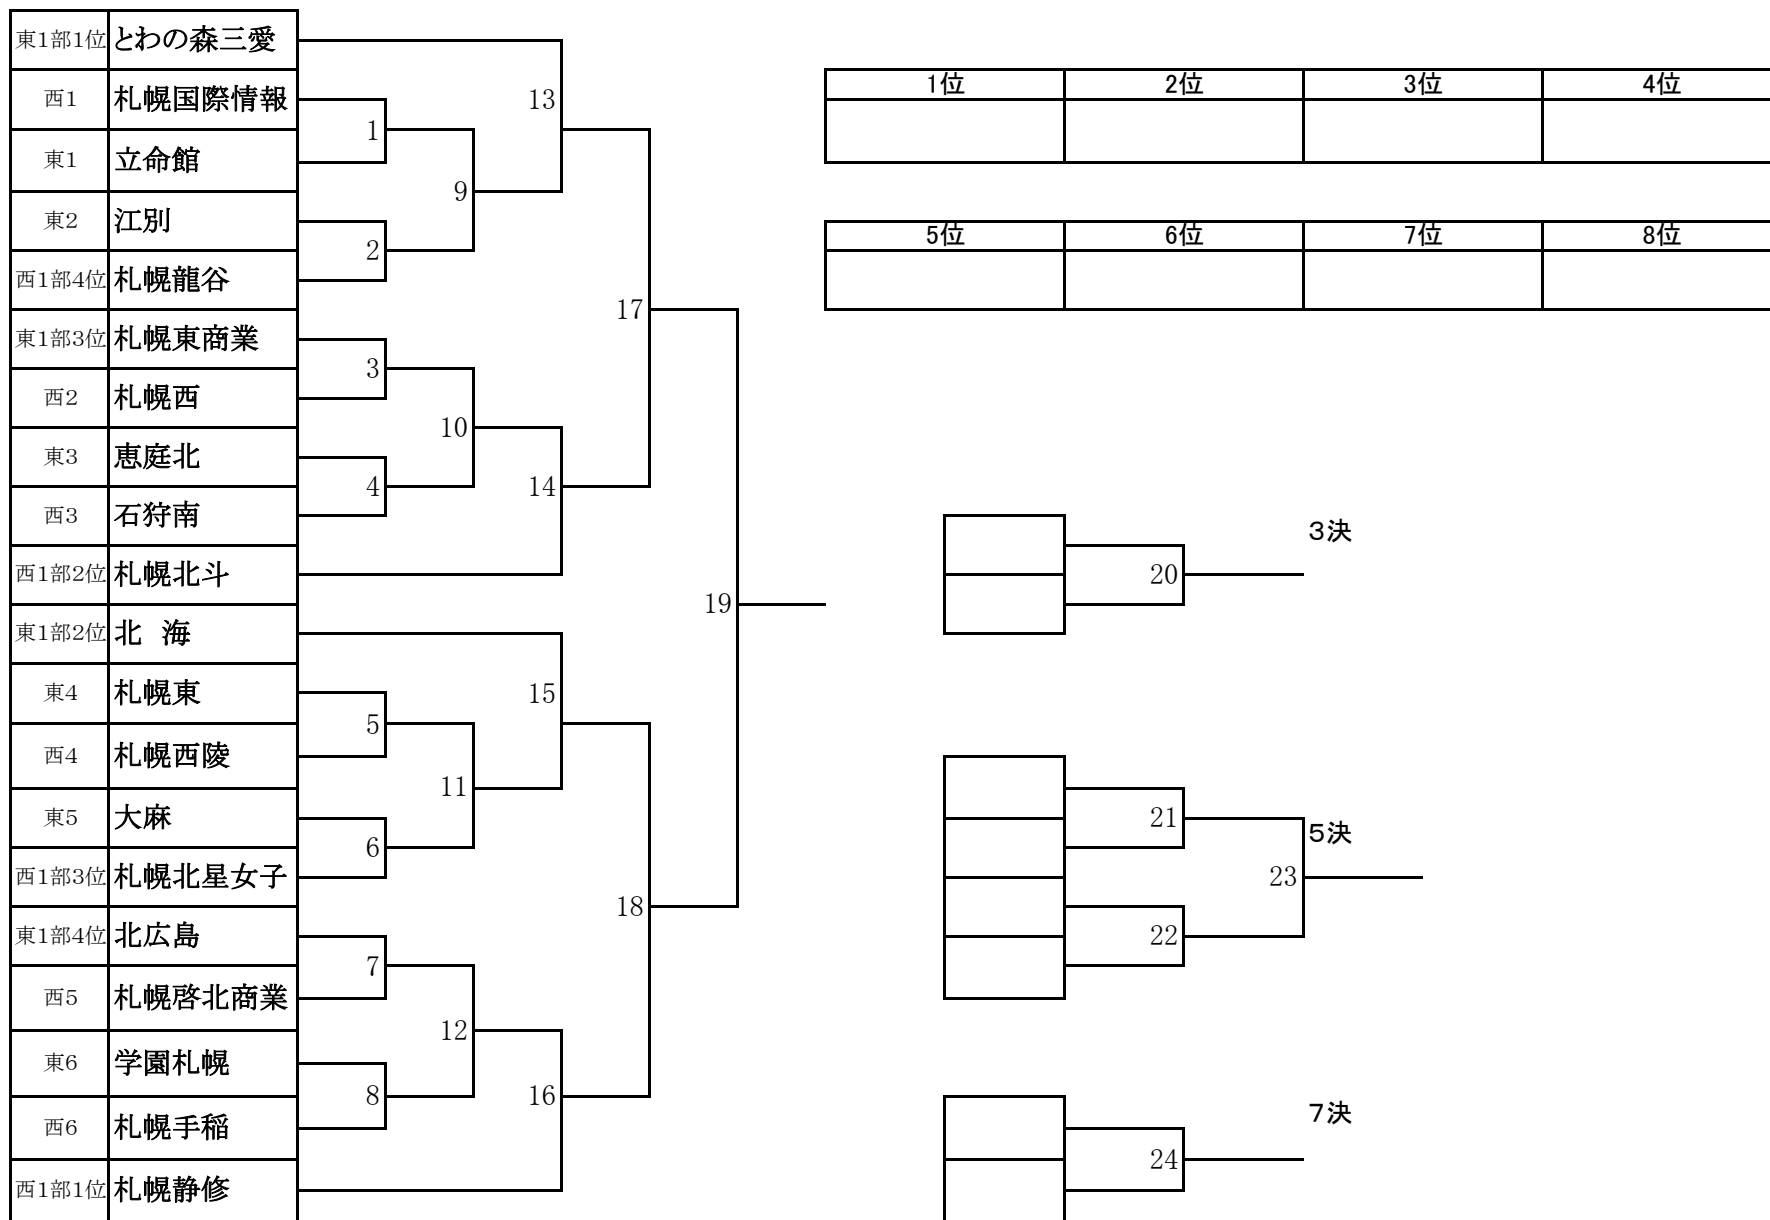 東1部1位 とわの森三愛
西1 札幌国際情報
東1 立命館
東2 江別
西1部4位 札幌龍谷
東1部3位 札幌東商業
西2 札幌西
東3 恵庭北
西3 石狩南
西1部2位 札幌北斗
東1部2位 北 海
東4 札幌東
西4 札幌西陵
東5 大麻
西1部3位 札幌北星女子
東1部4位 北広島
西5 札幌啓北商業
東6 学園札幌
西6 札幌手稲
西1部1位 札幌静修
1
2
3
4
5
6
7
8
9
10
11
12
13
14
15
16
17
18
19
1位 2位 3位 4位
5位 6位 7位 8位
3決
20
21
5決
23
22
7決
24